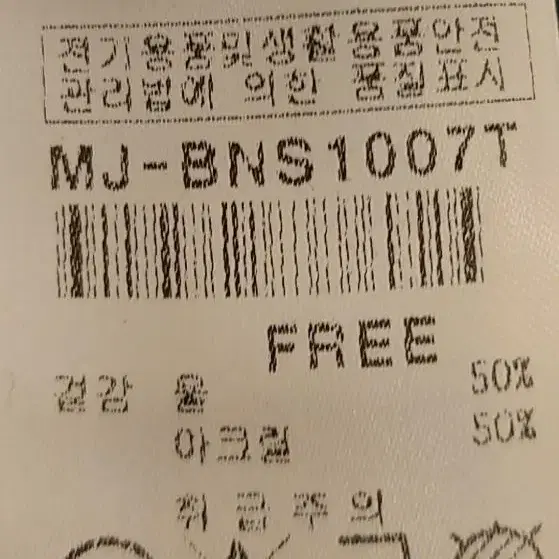 전기용품및생활용품안전
관리법에 의한 품질표시
MJ-BNS1007T
FREE
겉감 울 50%
아크릴 50%
취급주의